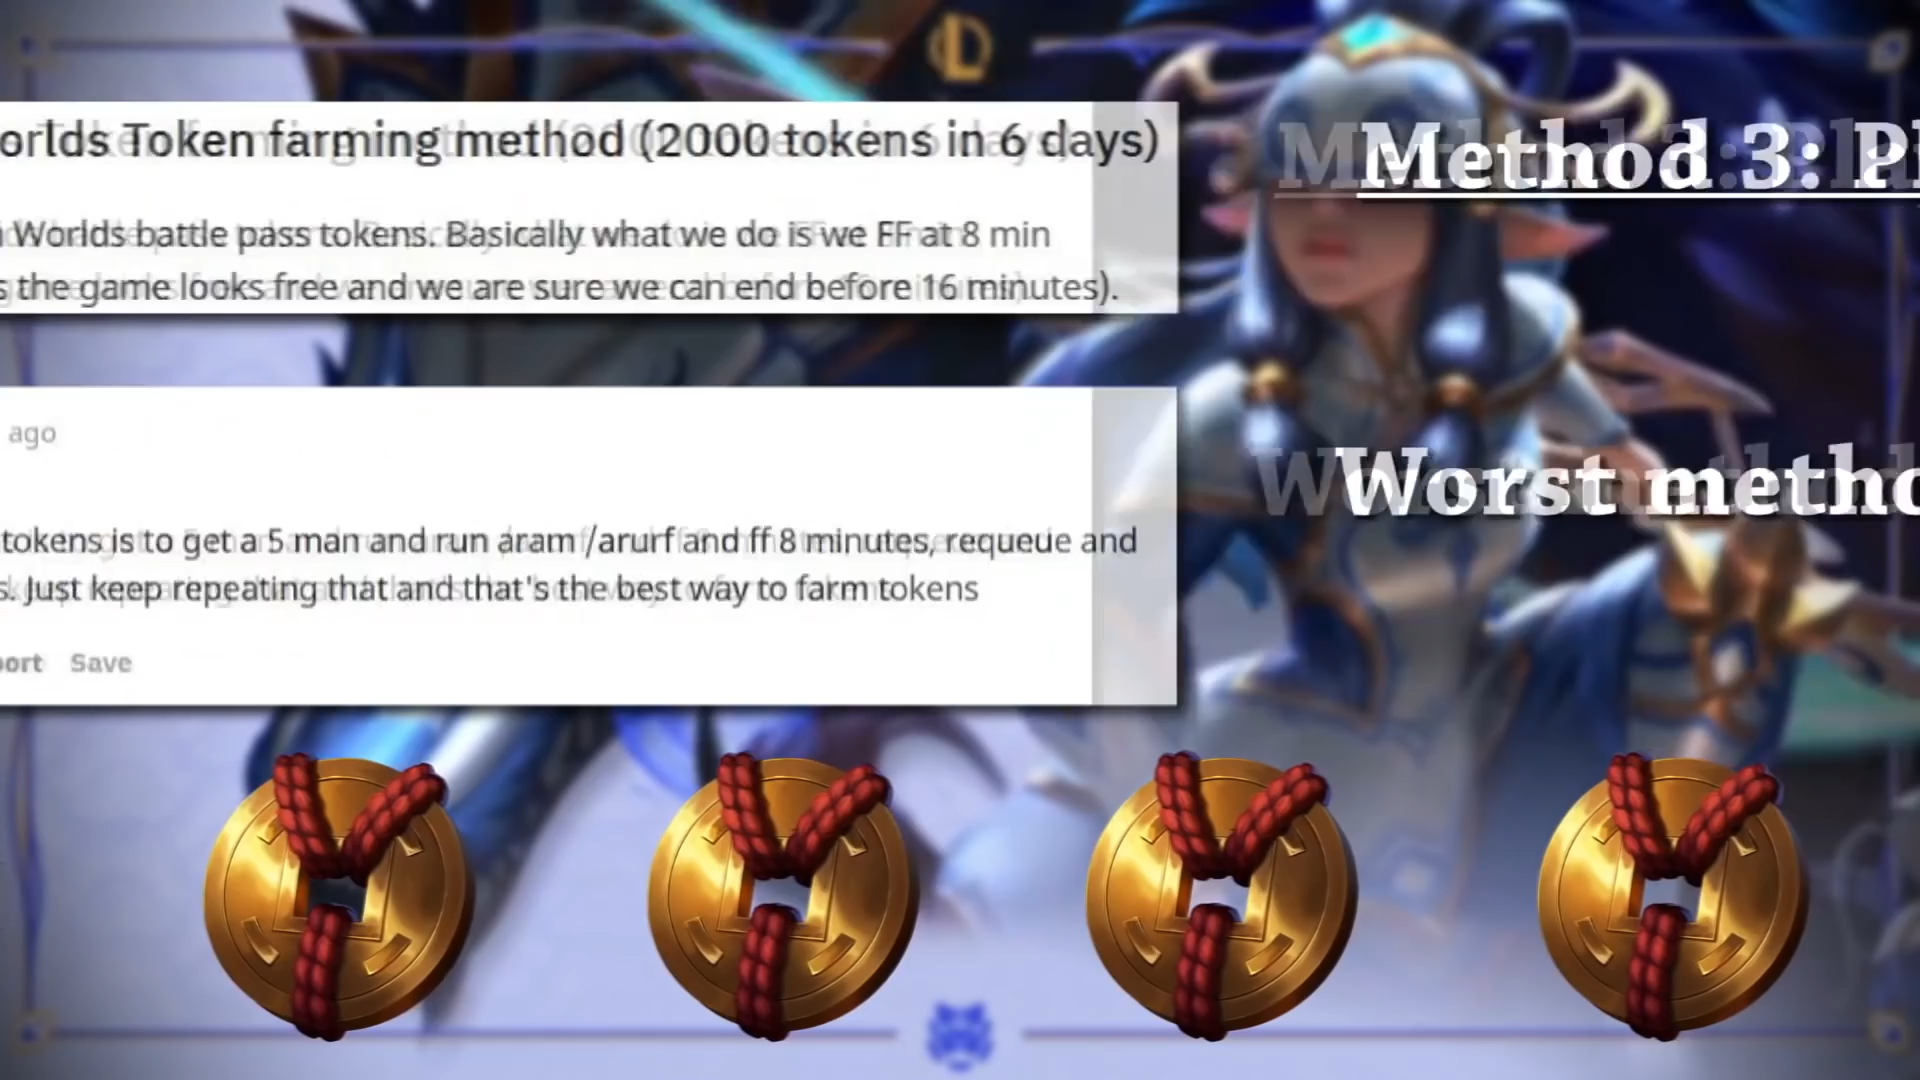 orlds Token farming method (2000 tokens in 6 days)
Worlds battle pass tokens. Basically what we do is we FF at 8 min
s the game looks free and we are sure we can end before 16 minutes).
ago
tokens is to get a 5 man and run aram /arurf and ff 8 minutes, requeue and
s. Just keep repeating that and that's the best way to farm tokens
port Save
Method 3: Pl
Worst metho